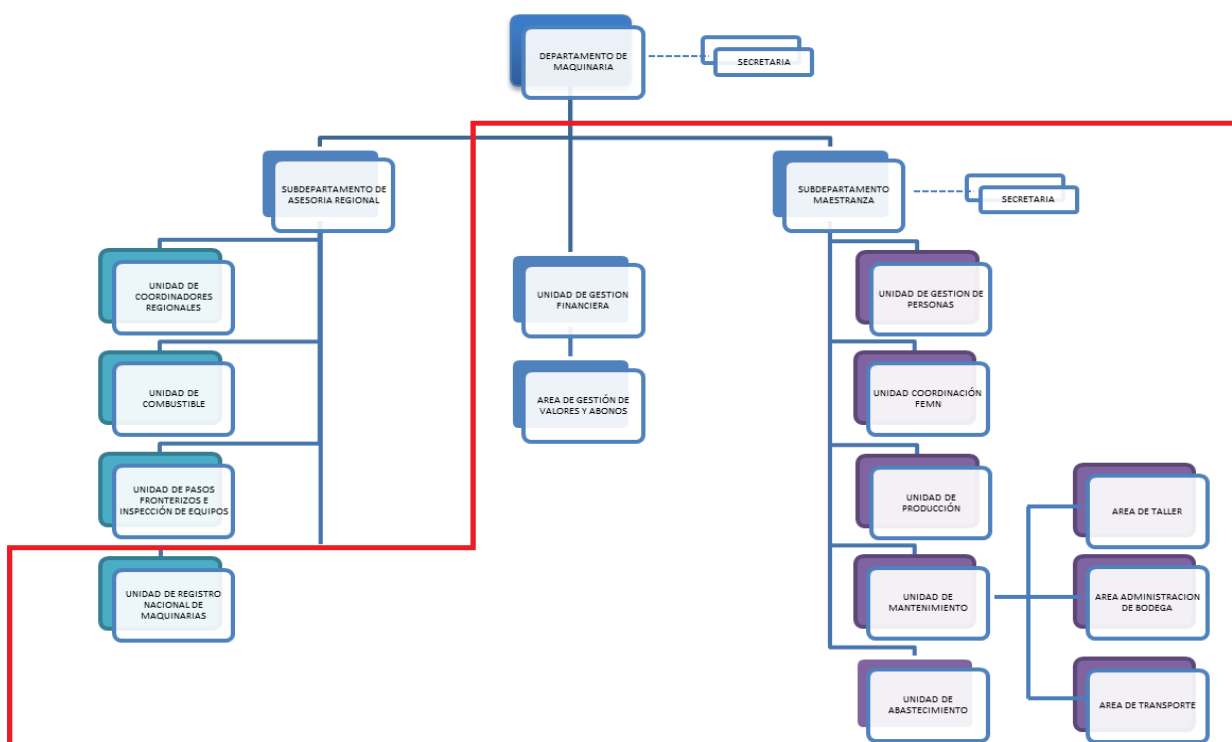 DEPARTAMENTO DE
MAQUINARIA
SECRETARIA
SUBDEPARTAMENTO DE
ASESORIA REGIONAL
SUBDEPARTAMENTO
MAESTRANZA
SECRETARIA
UNIDAD DE
COORDINADORES
REGIONALES
UNIDAD DE GESTION
FINANCIERA
UNIDAD DE GESTION DE
PERSONAS
UNIDAD DE
COMBUSTIBLE
AREA DE GESTIÓN DE
VALORES Y ABONOS
UNIDAD COORDINACIÓN
FEMN
UNIDAD DE PASOS
FRONTERIZOS E
INSPECCIÓN DE EQUIPOS
UNIDAD DE
PRODUCCIÓN
AREA DE TALLER
UNIDAD DE REGISTRO
NACIONAL DE
MAQUINARIAS
UNIDAD DE
MANTENIMIENTO
AREA ADMINISTRACION
DE BODEGA
UNIDAD DE
ABASTECIMIENTO
AREA DE TRANSPORTE